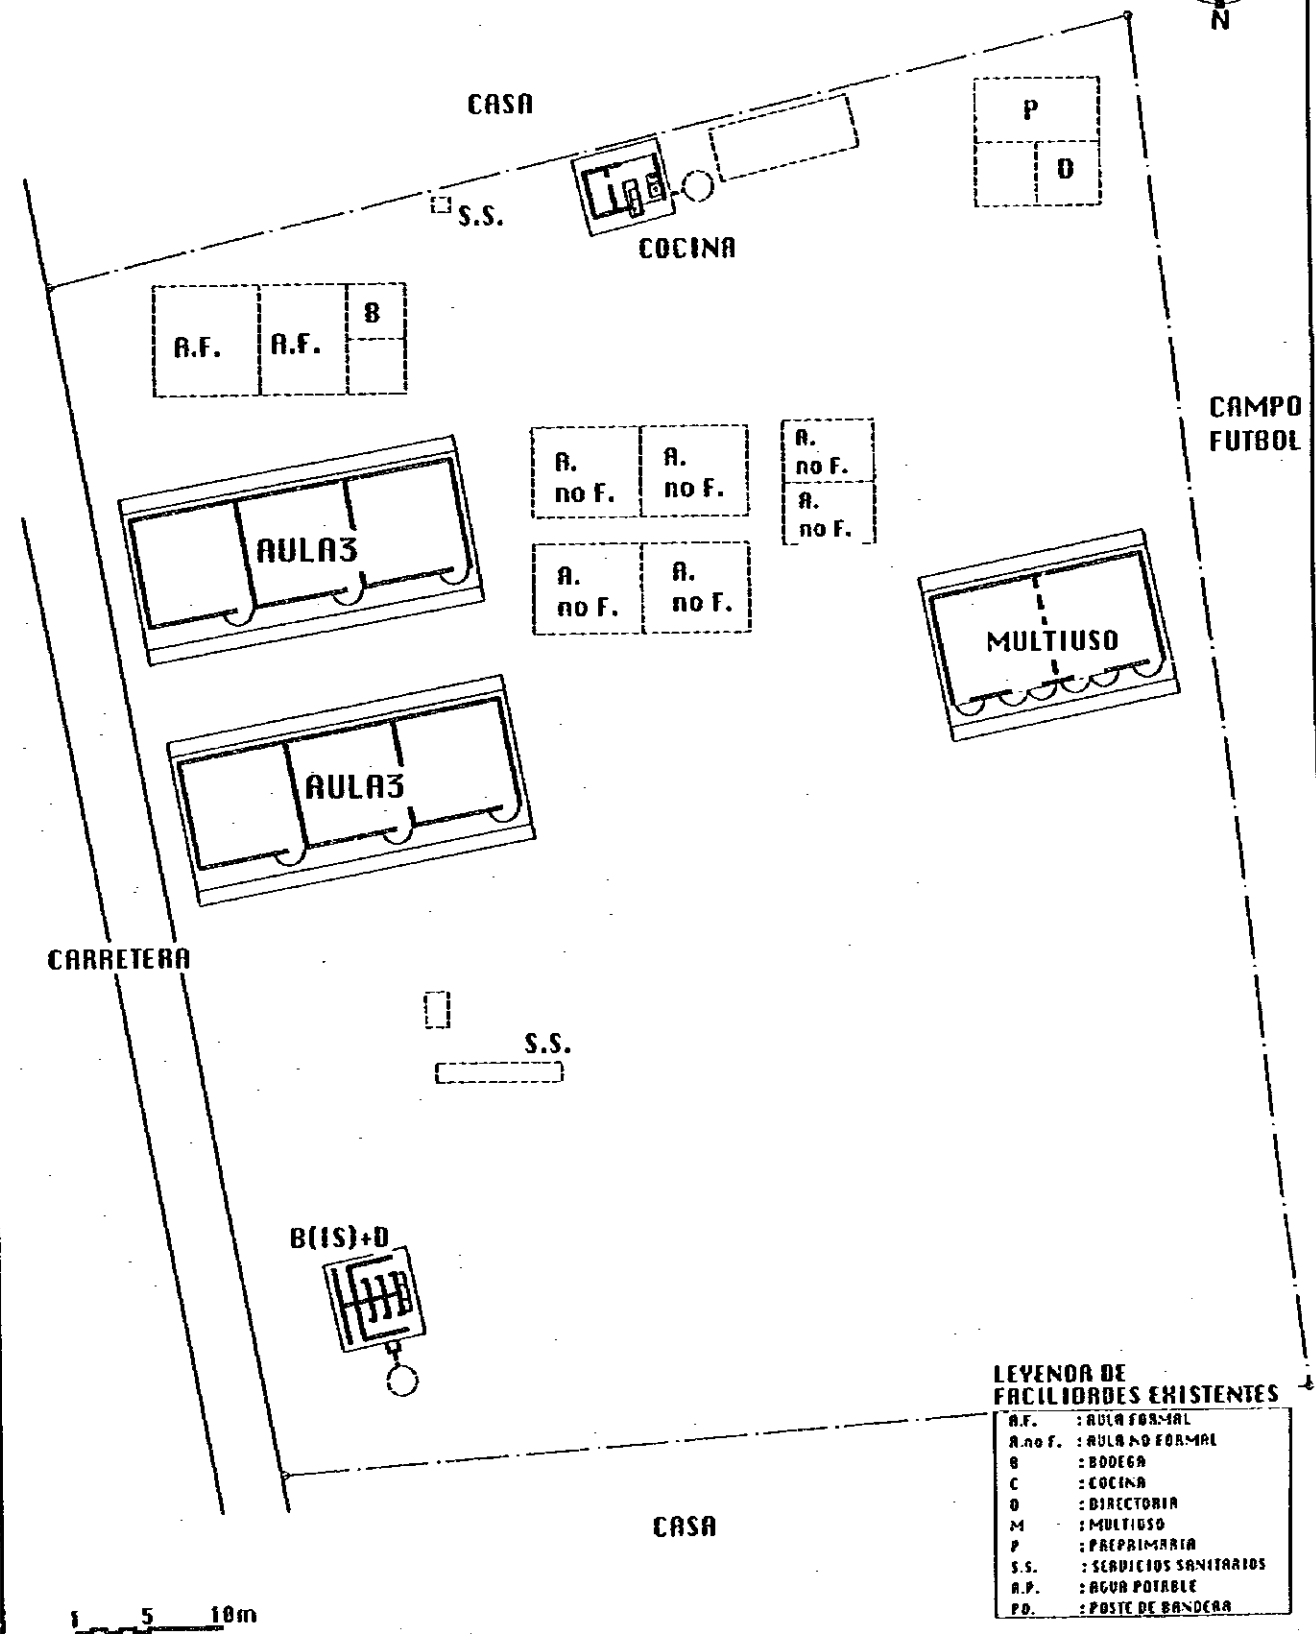 N
CASA
P
D
S.S.
COCINA
A.F.
A.F.
B
CAMPO
FUTBOL
A.
no F.
A.
no F.
A.
no F.
A.
no F.
A.
no F.
A.
no F.
AULA3
MULTIUSO
AULA3
CARRETERA
S.S.
B(1S)+D
LEYENDA DE
FACILIDADES EXISTENTES
A.F. : AULA FORMAL
A.no F. : AULA NO FORMAL
B : BODEGA
C : COCINA
D : DIRECTORIA
M : MULTIUSO
P : PREPRIMARIA
S.S. : SERVICIOS SANITARIOS
A.P. : AGUA POTABLE
PD. : POSTE DE BANDERA
CASA
1 5 10m